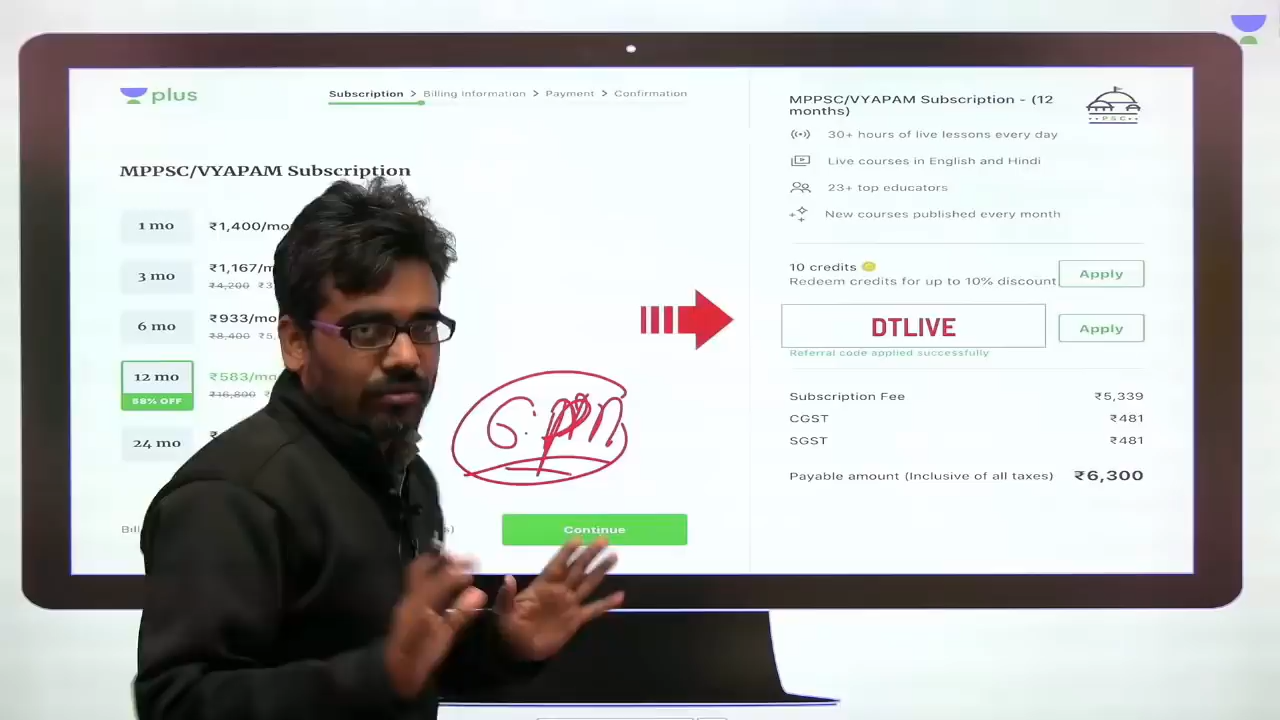 plus
Subscription > Billing Information > Payment > Confirmation
MPPSC/VYAPAM Subscription
1 mo ₹1,400/mo
3 mo ₹1,167/m
₹4,200 ₹3
6 mo ₹933/mo
₹8,400 ₹5,
12 mo ₹583/mo
₹16,800 ₹
58% OFF
24 mo
Continue
MPPSC/VYAPAM Subscription - (12
months)
PSC
30+ hours of live lessons every day
Live courses in English and Hindi
23+ top educators
New courses published every month
10 credits
Redeem credits for up to 10% discount
Apply
DTLIVE
Apply
Referral code applied successfully
Subscription Fee ₹5,339
CGST ₹481
SGST ₹481
Payable amount (Inclusive of all taxes) ₹6,300